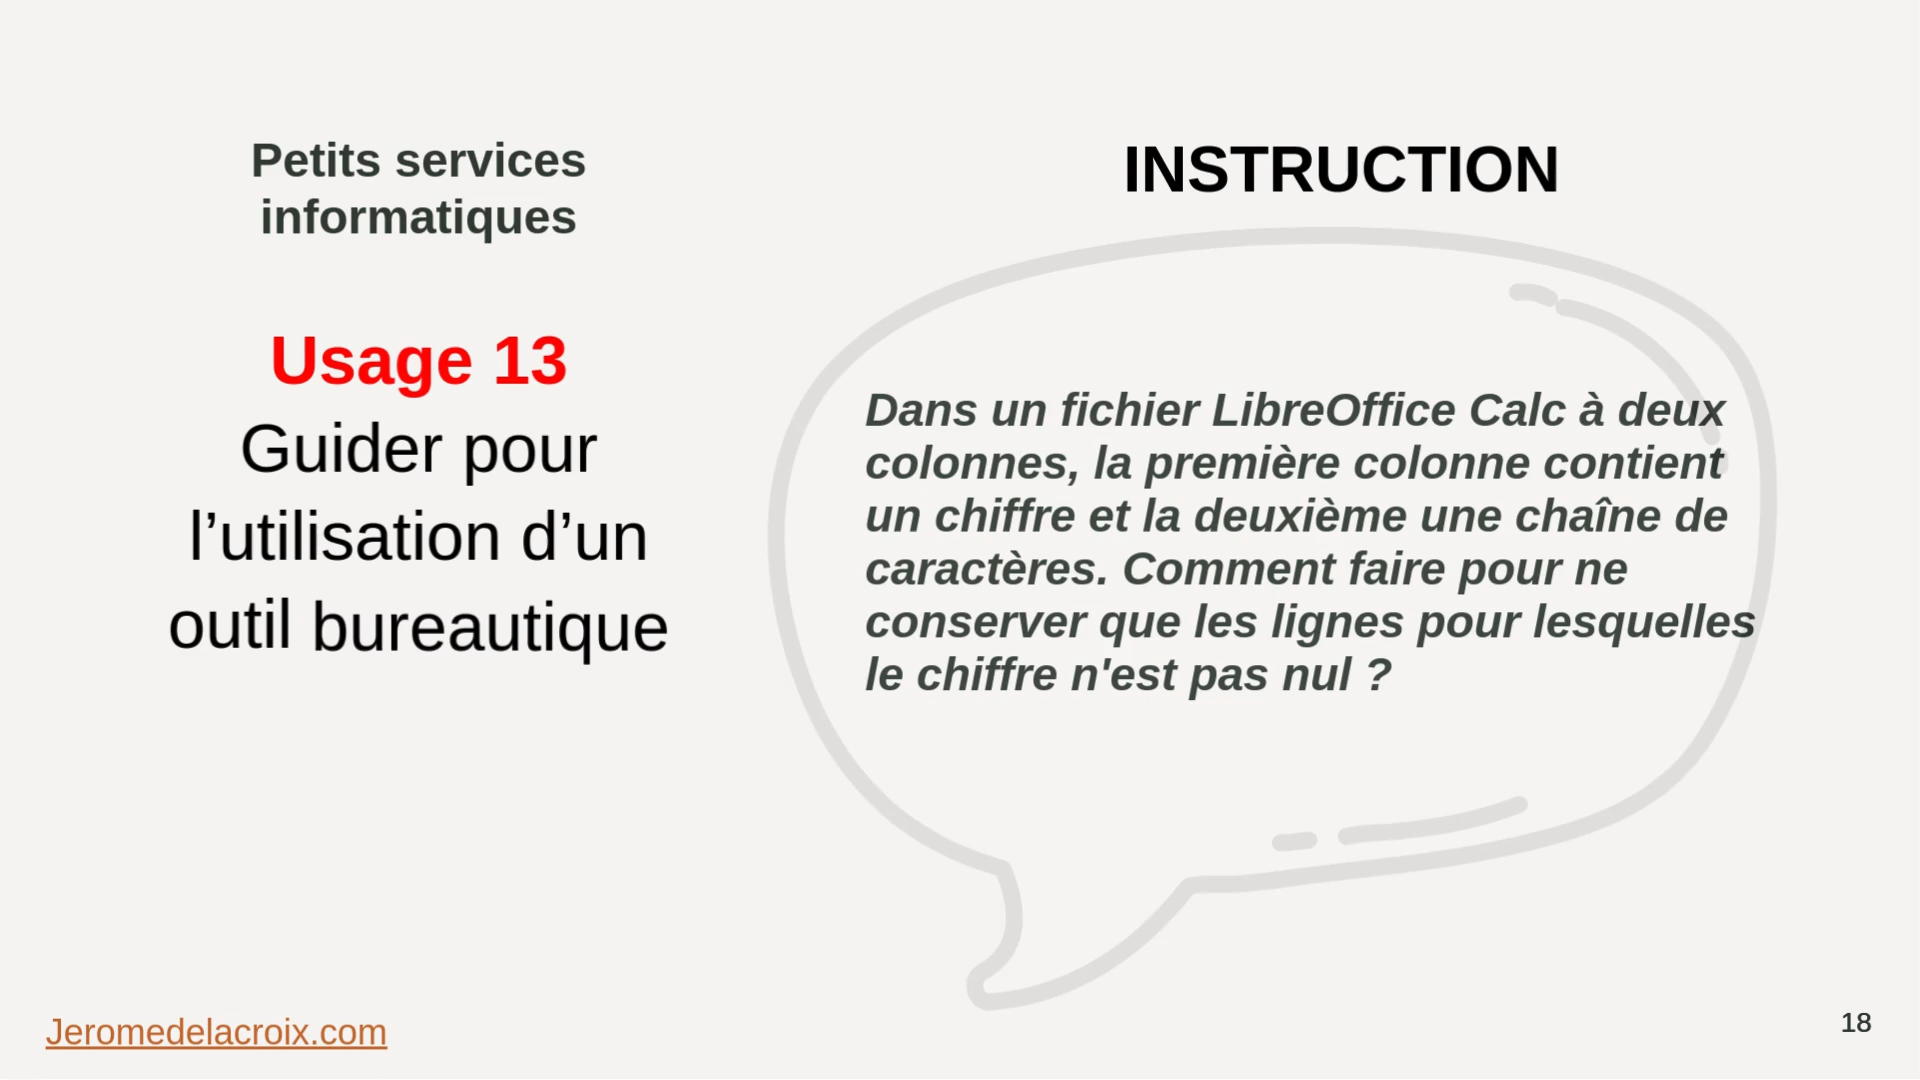 Petits services
informatiques
Usage 13
Guider pour
l’utilisation d’un
outil bureautique
INSTRUCTION
Dans un fichier LibreOffice Calc à deux
colonnes, la première colonne contient
un chiffre et la deuxième une chaîne de
caractères. Comment faire pour ne
conserver que les lignes pour lesquelles
le chiffre n'est pas nul ?
Jeromedelacroix.com
18